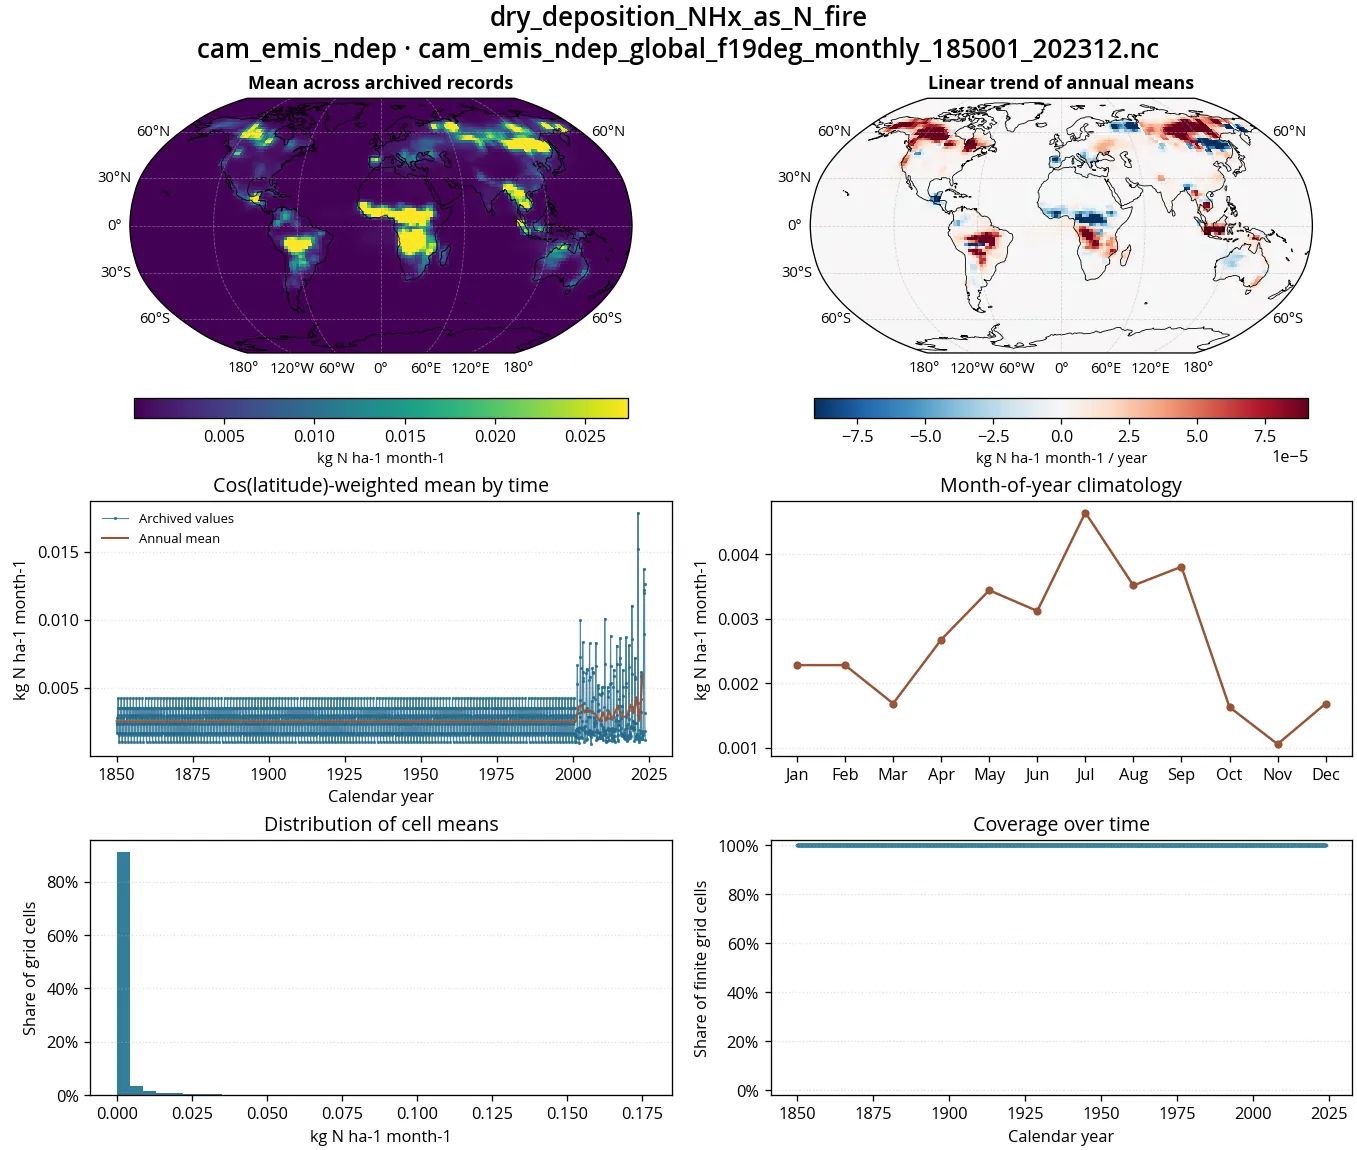 dry_deposition_NHx_as_N_fire
cam_emis_ndep · cam_emis_ndep_global_f19deg_monthly_185001_202312.nc
Mean across archived records
60°N 60°N
30°N
0°
30°S
60°S 60°S
180° 120°W 60°W 0° 60°E 120°E 180°
0.005 0.010 0.015 0.020 0.025
kg N ha-1 month-1
Linear trend of annual means
60°N 60°N
30°N
0°
30°S
60°S 60°S
180° 120°W 60°W 0° 60°E 120°E 180°
−7.5 −5.0 −2.5 0.0 2.5 5.0 7.5
kg N ha-1 month-1 / year
1e−5
Cos(latitude)-weighted mean by time
Archived values
Annual mean
0.015
0.010
0.005
kg N ha-1 month-1
1850 1875 1900 1925 1950 1975 2000 2025
Calendar year
Month-of-year climatology
0.004
0.003
0.002
0.001
kg N ha-1 month-1
Jan Feb Mar Apr May Jun Jul Aug Sep Oct Nov Dec
Distribution of cell means
80%
60%
40%
20%
0%
Share of grid cells
0.000 0.025 0.050 0.075 0.100 0.125 0.150 0.175
kg N ha-1 month-1
Coverage over time
100%
80%
60%
40%
20%
0%
Share of finite grid cells
1850 1875 1900 1925 1950 1975 2000 2025
Calendar year